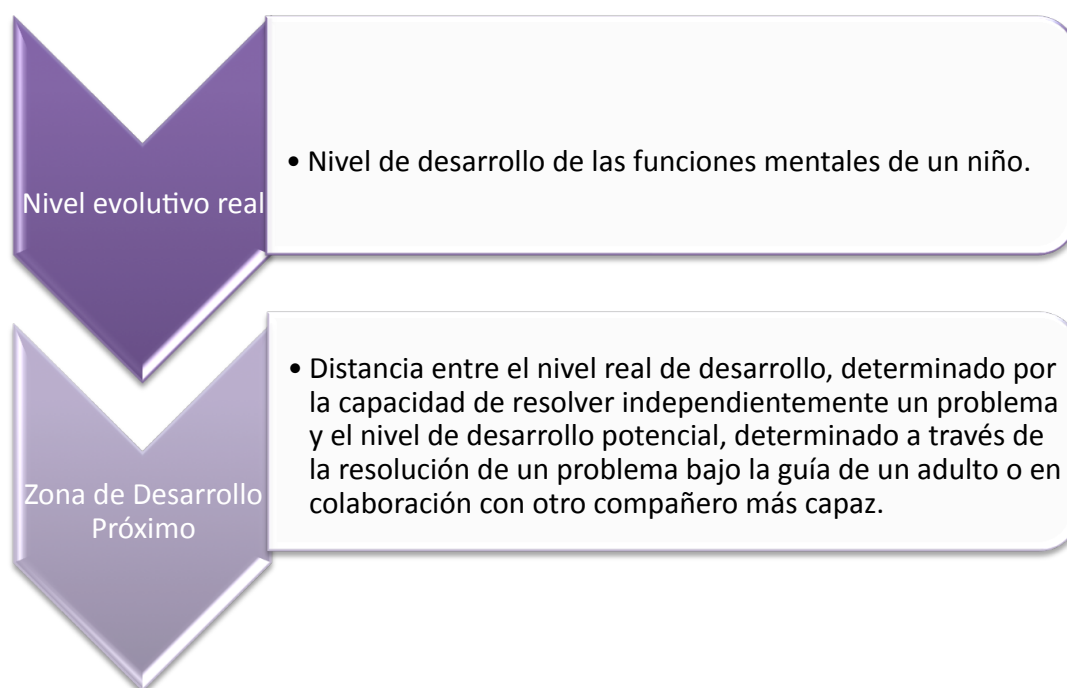 Nivel evolutivo real
• Nivel de desarrollo de las funciones mentales de un niño.
Zona de Desarrollo
Próximo
• Distancia entre el nivel real de desarrollo, determinado por
la capacidad de resolver independientemente un problema
y el nivel de desarrollo potencial, determinado a través de
la resolución de un problema bajo la guía de un adulto o en
colaboración con otro compañero más capaz.